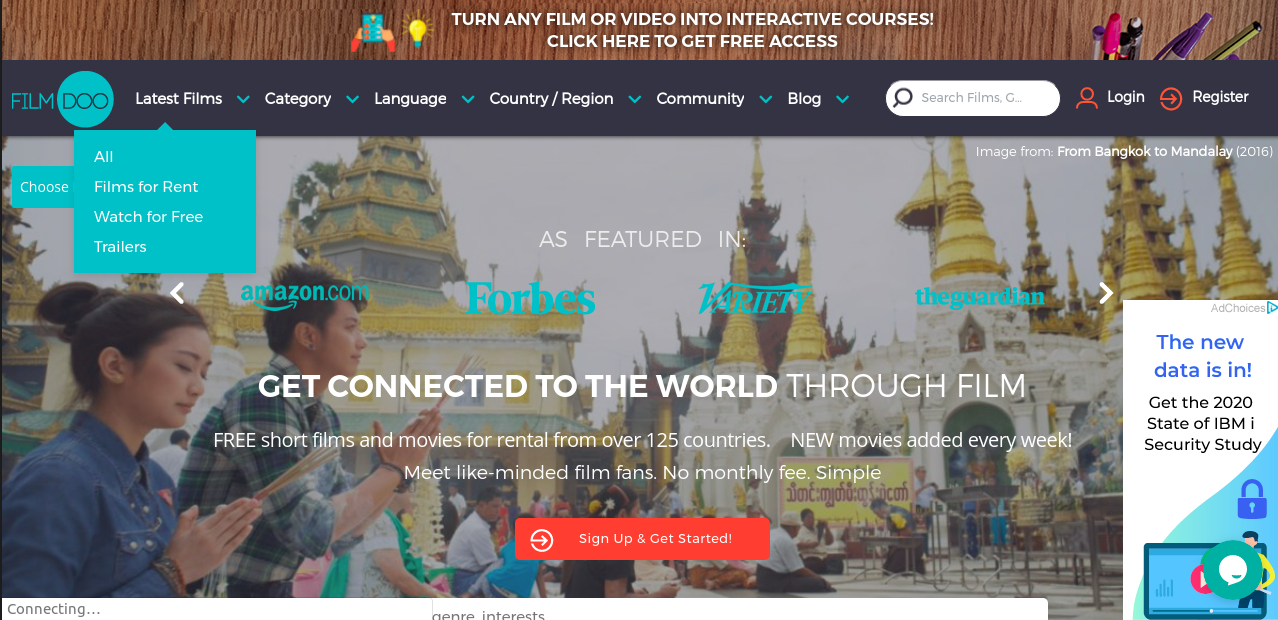 TURN ANY FILM OR VIDEO INTO INTERACTIVE COURSES!
CLICK HERE TO GET FREE ACCESS
FILM DOO
Latest Films
Category
Language
Country / Region
Community
Blog
Search Films, G...
Login
Register
All
Films for Rent
Watch for Free
Trailers
Choose
Image from: From Bangkok to Mandalay (2016)
AS FEATURED IN:
amazon.com
Forbes
VARIETY
theguardian
GET CONNECTED TO THE WORLD THROUGH FILM
FREE short films and movies for rental from over 125 countries. NEW movies added every week!
Meet like-minded film fans. No monthly fee. Simple
Sign Up & Get Started!
AdChoices
The new
data is in!
Get the 2020
State of IBM i
Security Study
Connecting...
genre, interests